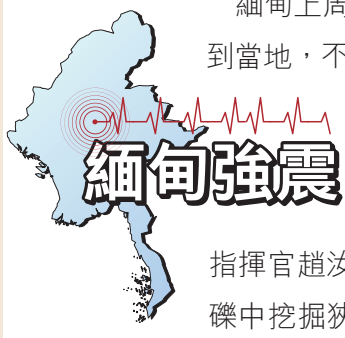 緬甸上周
到當地，不
緬甸強震
指揮官趙汝
礫中挖掘狹